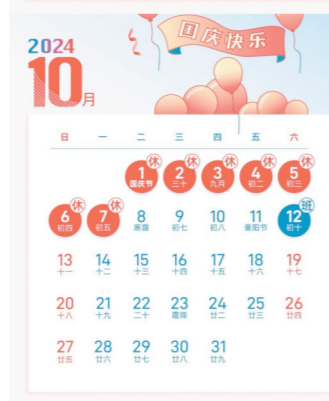 2024
国庆快乐
10月
日 一 二 三 四 五 六
休 休 休 休 休
1 2 3 4 5
国庆节 三十 九月 初二 初三
休 休 班
6 7 8 9 10 11 12
初四 初五 寒露 初七 初八 重阳节 初十
13 14 15 16 17 18 19
十一 十二 十三 十四 十五 十六 十七
20 21 22 23 24 25 26
十八 十九 二十 霜降 廿二 廿三 廿四
27 28 29 30 31
廿五 廿六 廿七 廿八 廿九